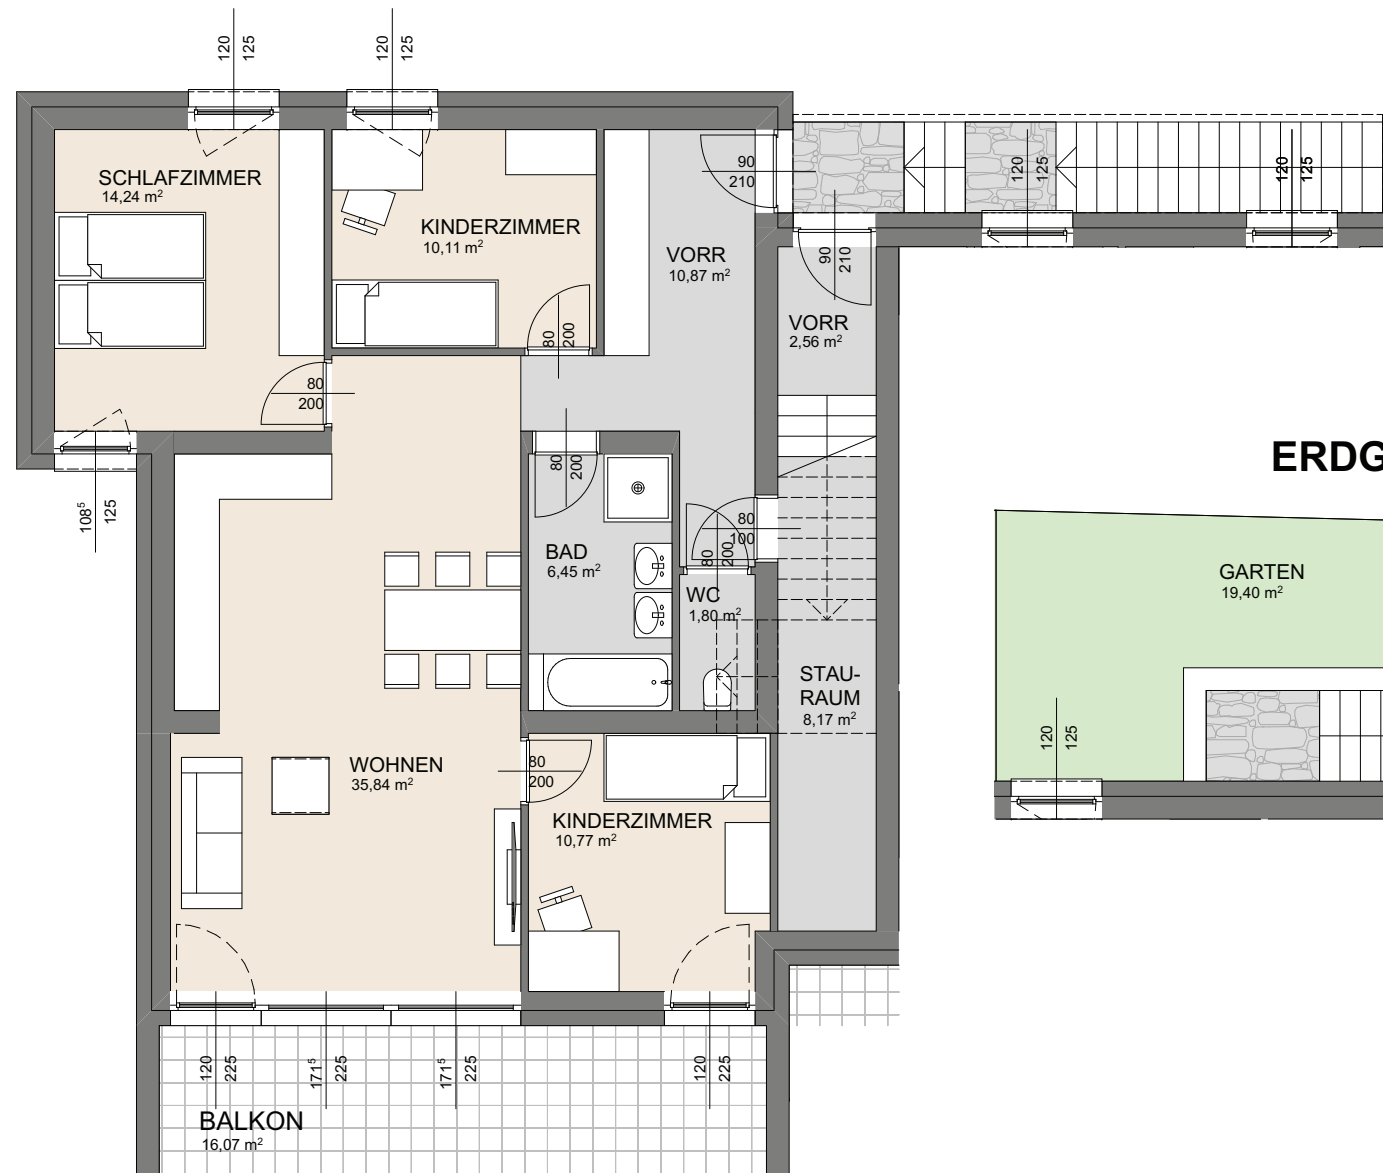 120
125
120
125
SCHLAFZIMMER
14,24 m²
KINDERZIMMER
10,11 m²
VORR
10,87 m²
90
210
90
210
VORR
2,56 m²
120
125
120
125
80
200
80
200
80
200
108⁵
125
ERDG
BAD
6,45 m²
80
100
80
200
WC
1,80 m²
GARTEN
19,40 m²
STAU-
RAUM
8,17 m²
120
125
WOHNEN
35,84 m²
80
200
KINDERZIMMER
10,77 m²
120
225
171⁵
225
171⁵
225
120
225
BALKON
16,07 m²